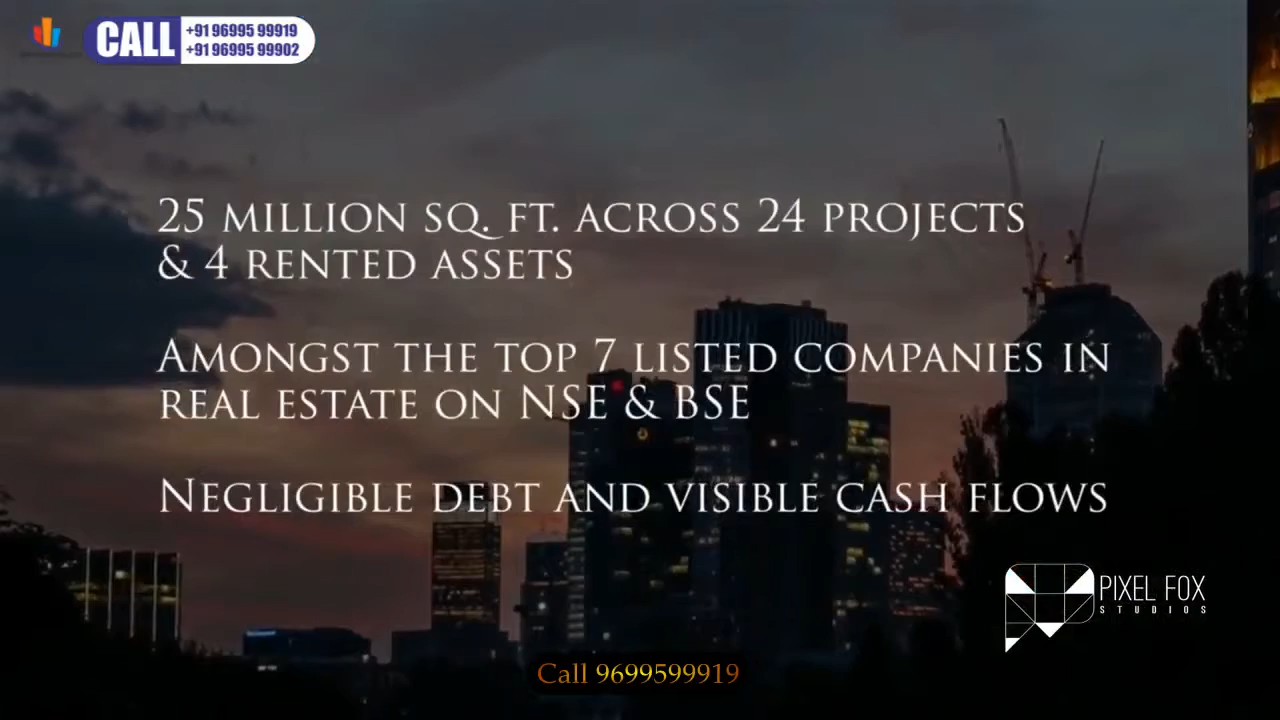 CALL
+91 96995 99919
+91 96995 99902
25 MILLION SQ. FT. ACROSS 24 PROJECTS
& 4 RENTED ASSETS
AMONGST THE TOP 7 LISTED COMPANIES IN
REAL ESTATE ON NSE & BSE
NEGLIGIBLE DEBT AND VISIBLE CASH FLOWS
PIXEL FOX
STUDIOS
Call 9699599919